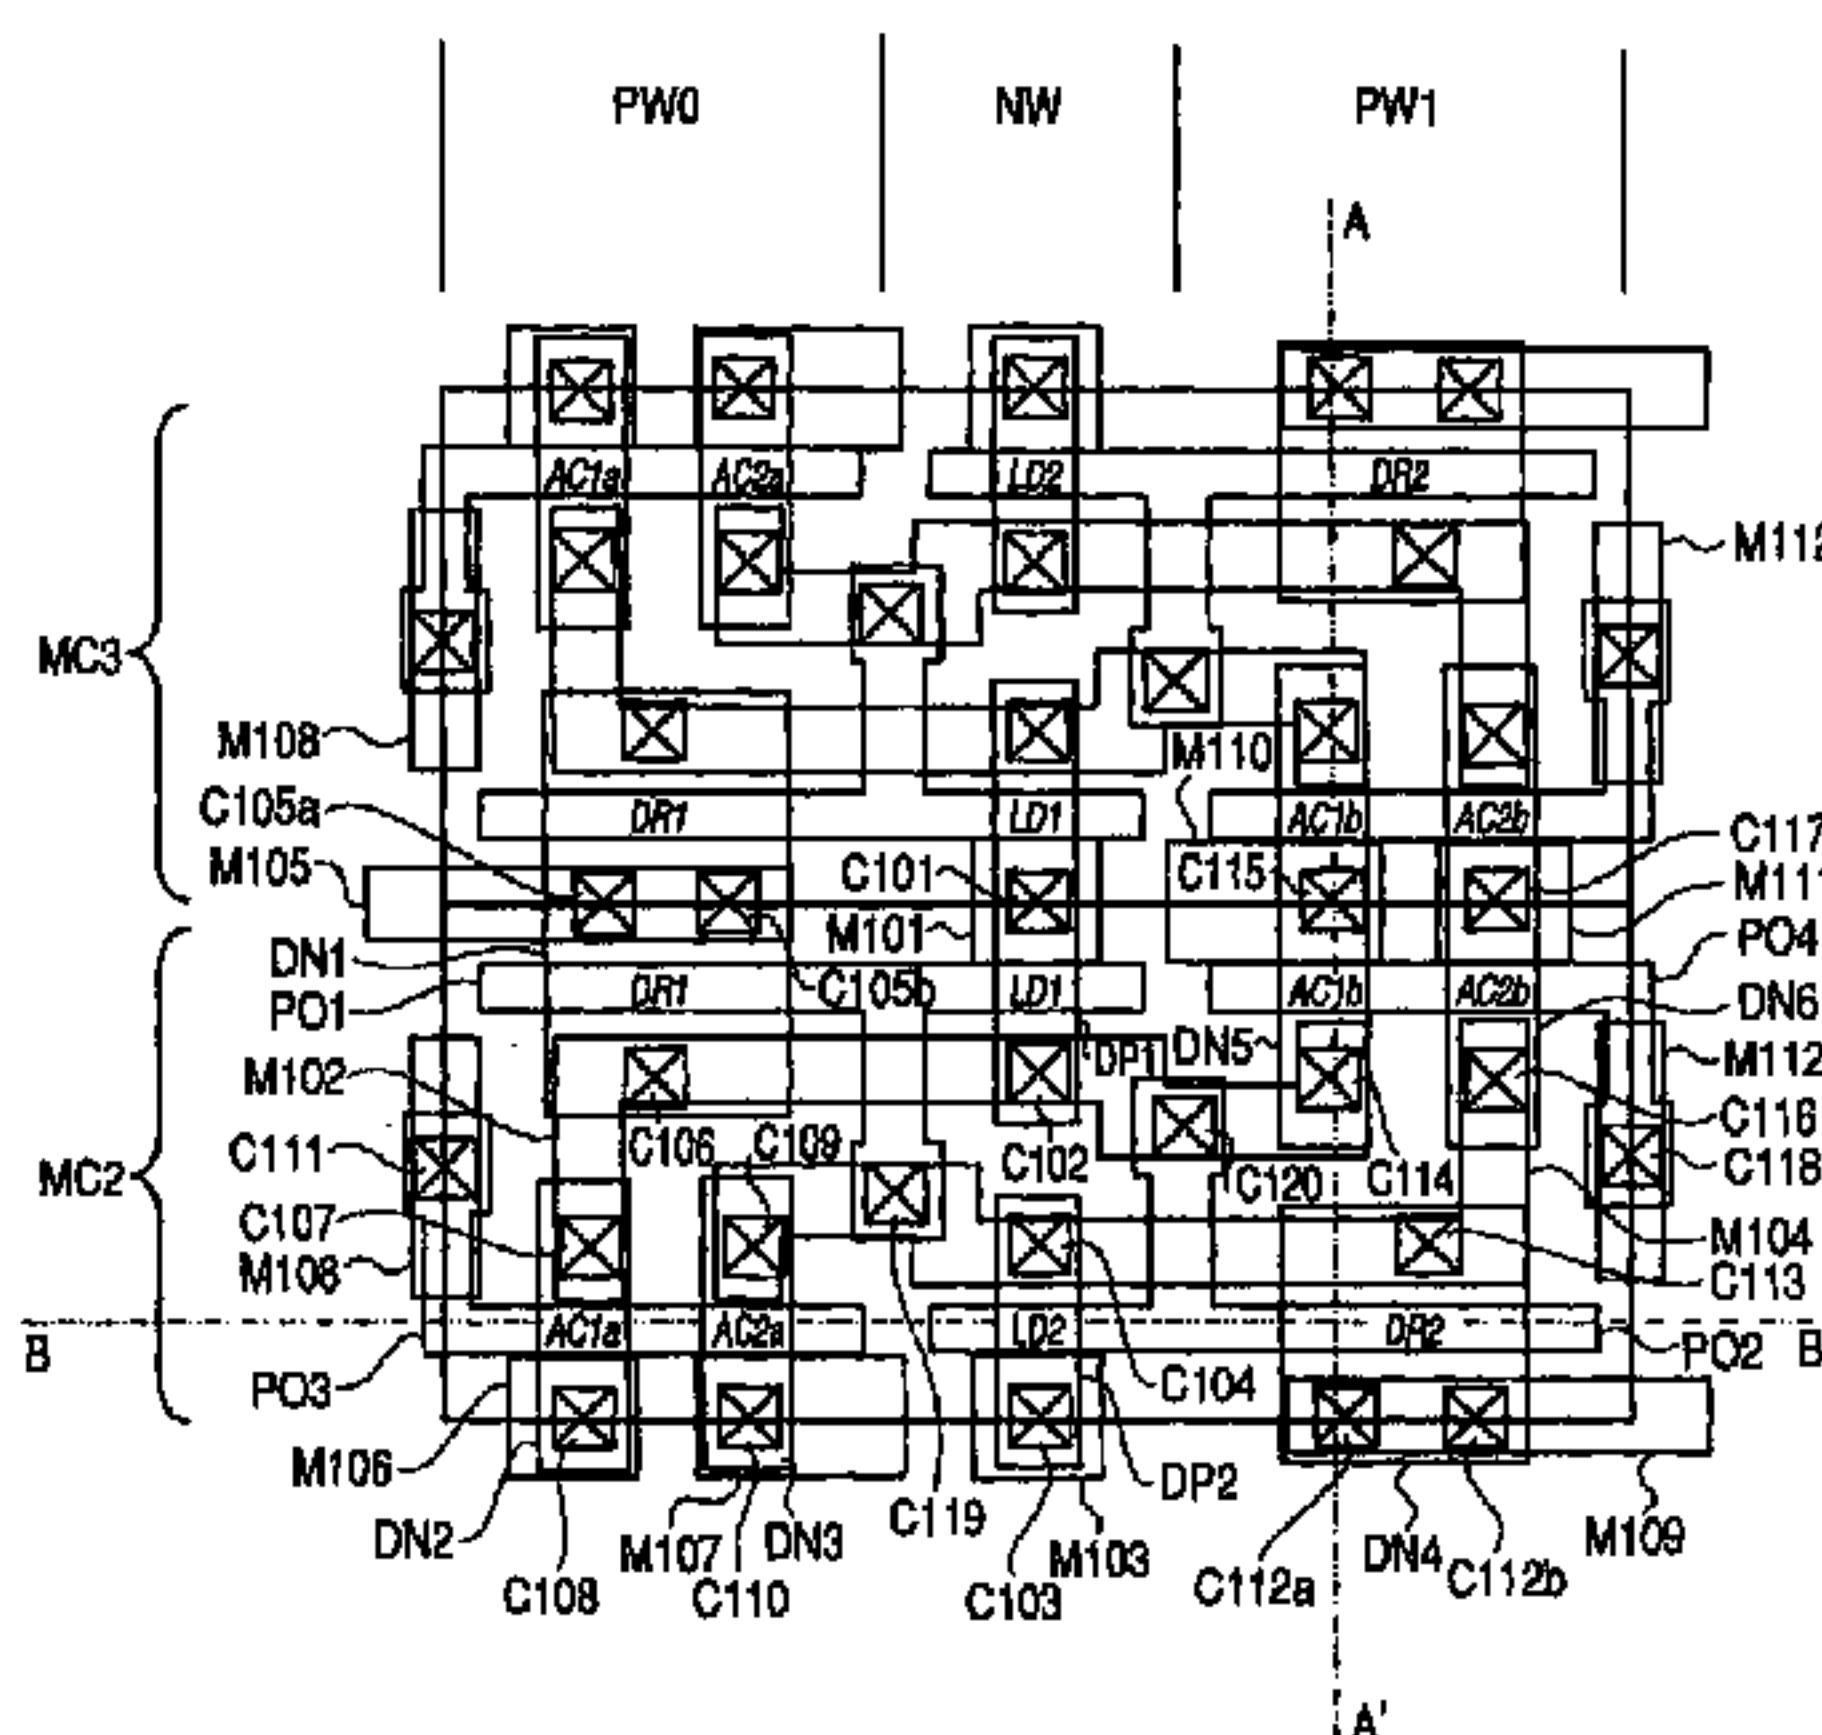 PW0 NW PW1
A
AC1a AC2a LD2 DR2
M112
MC3
M108
M110
C105a
DR1 LD1 AC1b AC2b
C117
M105
C101
C115
M111
M101
PO4
DN1
DR1 LD1 AC1b AC2b
C105b
DN6
PO1
DP1 DN5
M112
M102
C116
C106 C109
C102
C114
C111
C120
C118
MC2
C107
M104
M108
C113
B
AC1a AC2a LD2 DR2
PO2 B
PO3
C104
M106
DP2
C119
DN2
M107
DN3
M103
DN4
M109
C108
C110
C103
C112a
C112b
A'